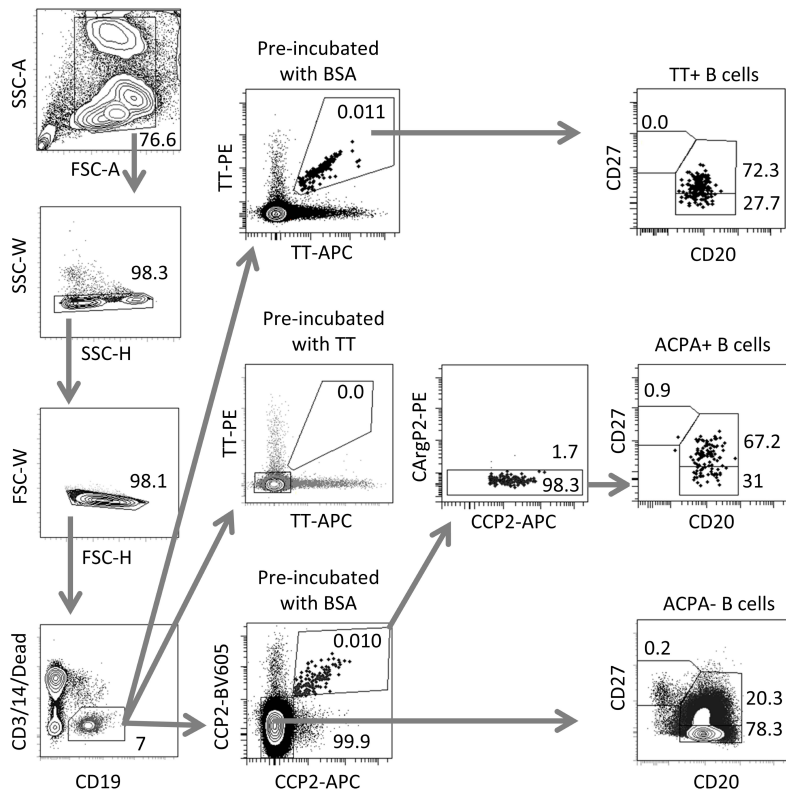 SSC-A
76.6
FSC-A
SSC-W
98.3
SSC-H
FSC-W
98.1
FSC-H
CD3/14/Dead
7
CD19
Pre-incubated
with BSA
TT-PE
0.011
TT-APC
TT+ B cells
CD27
0.0
72.3
27.7
CD20
Pre-incubated
with TT
TT-PE
0.0
TT-APC
CArgP2-PE
1.7
98.3
CCP2-APC
ACPA+ B cells
CD27
0.9
67.2
31
CD20
Pre-incubated
with BSA
CCP2-BV605
0.010
99.9
CCP2-APC
ACPA- B cells
CD27
0.2
20.3
78.3
CD20